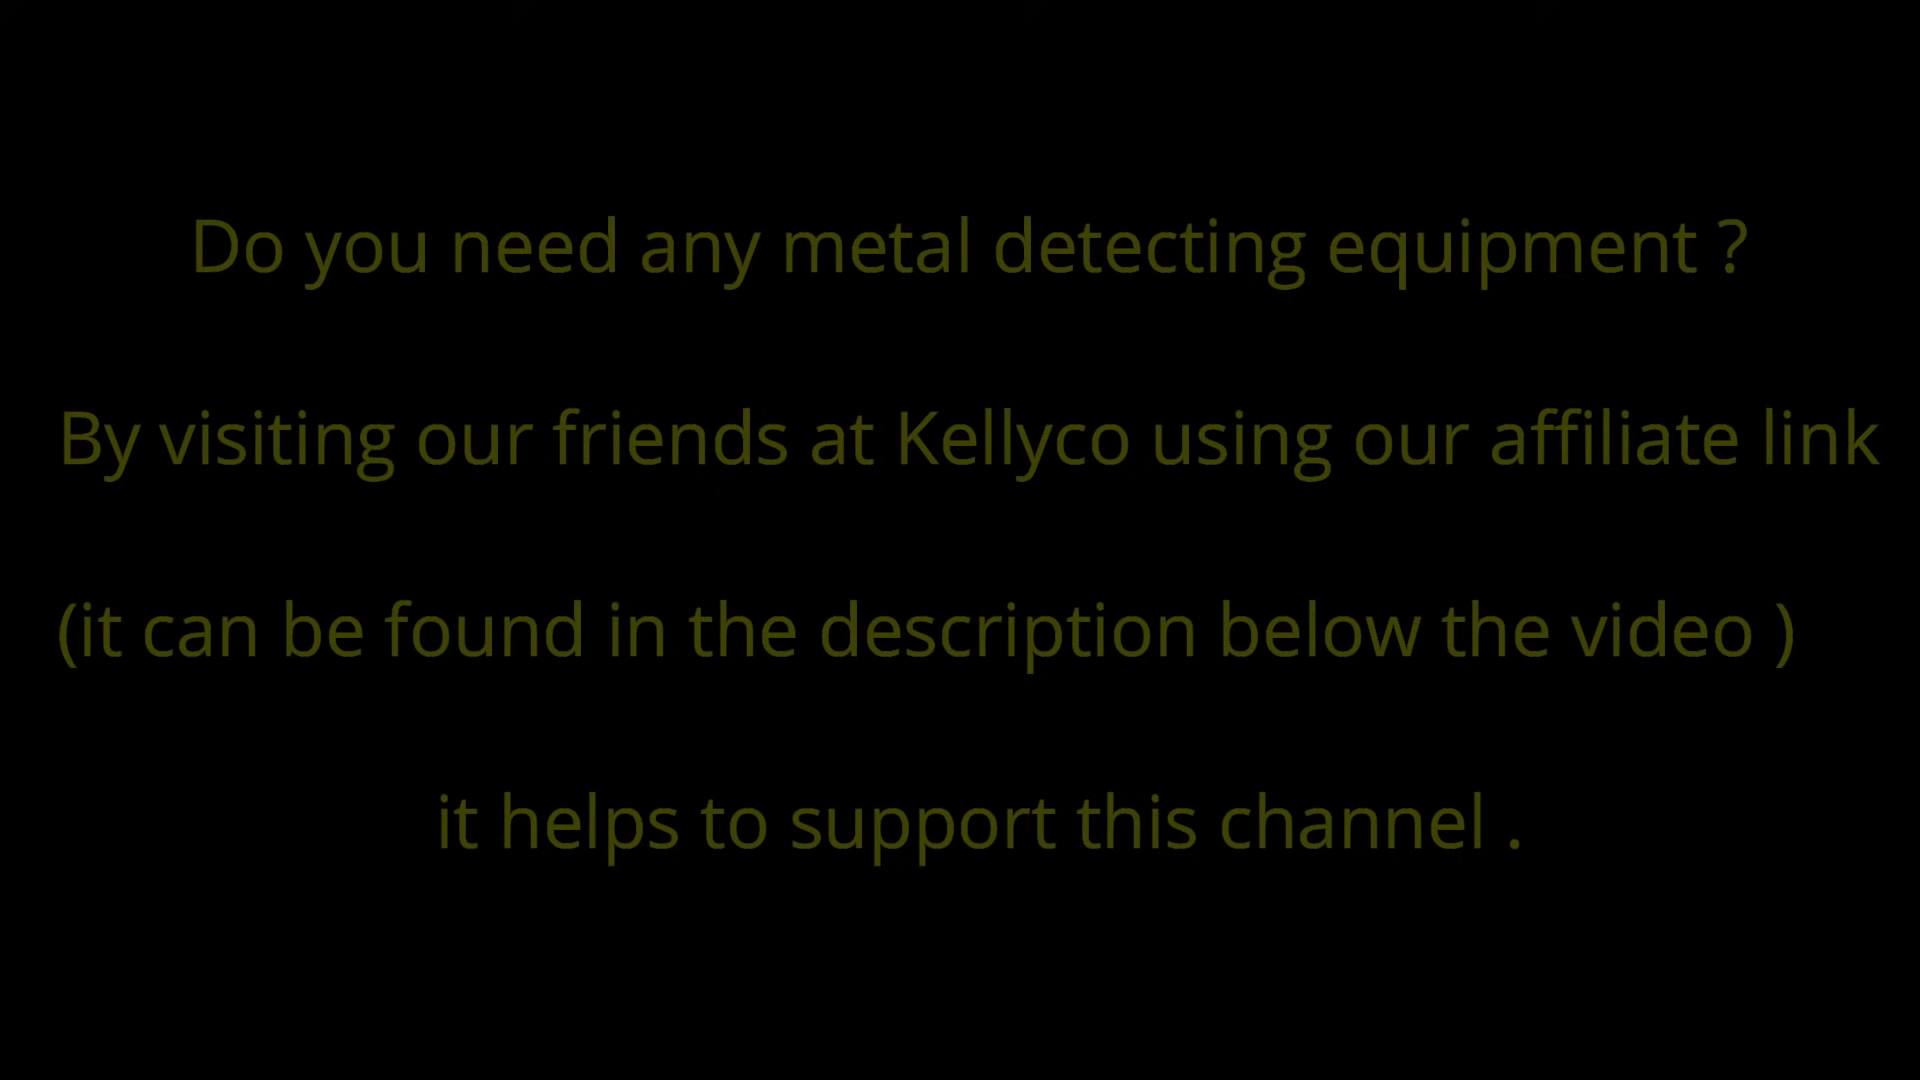 Do you need any metal detecting equipment ?
By visiting our friends at Kellyco using our affiliate link
(it can be found in the description below the video )
it helps to support this channel .